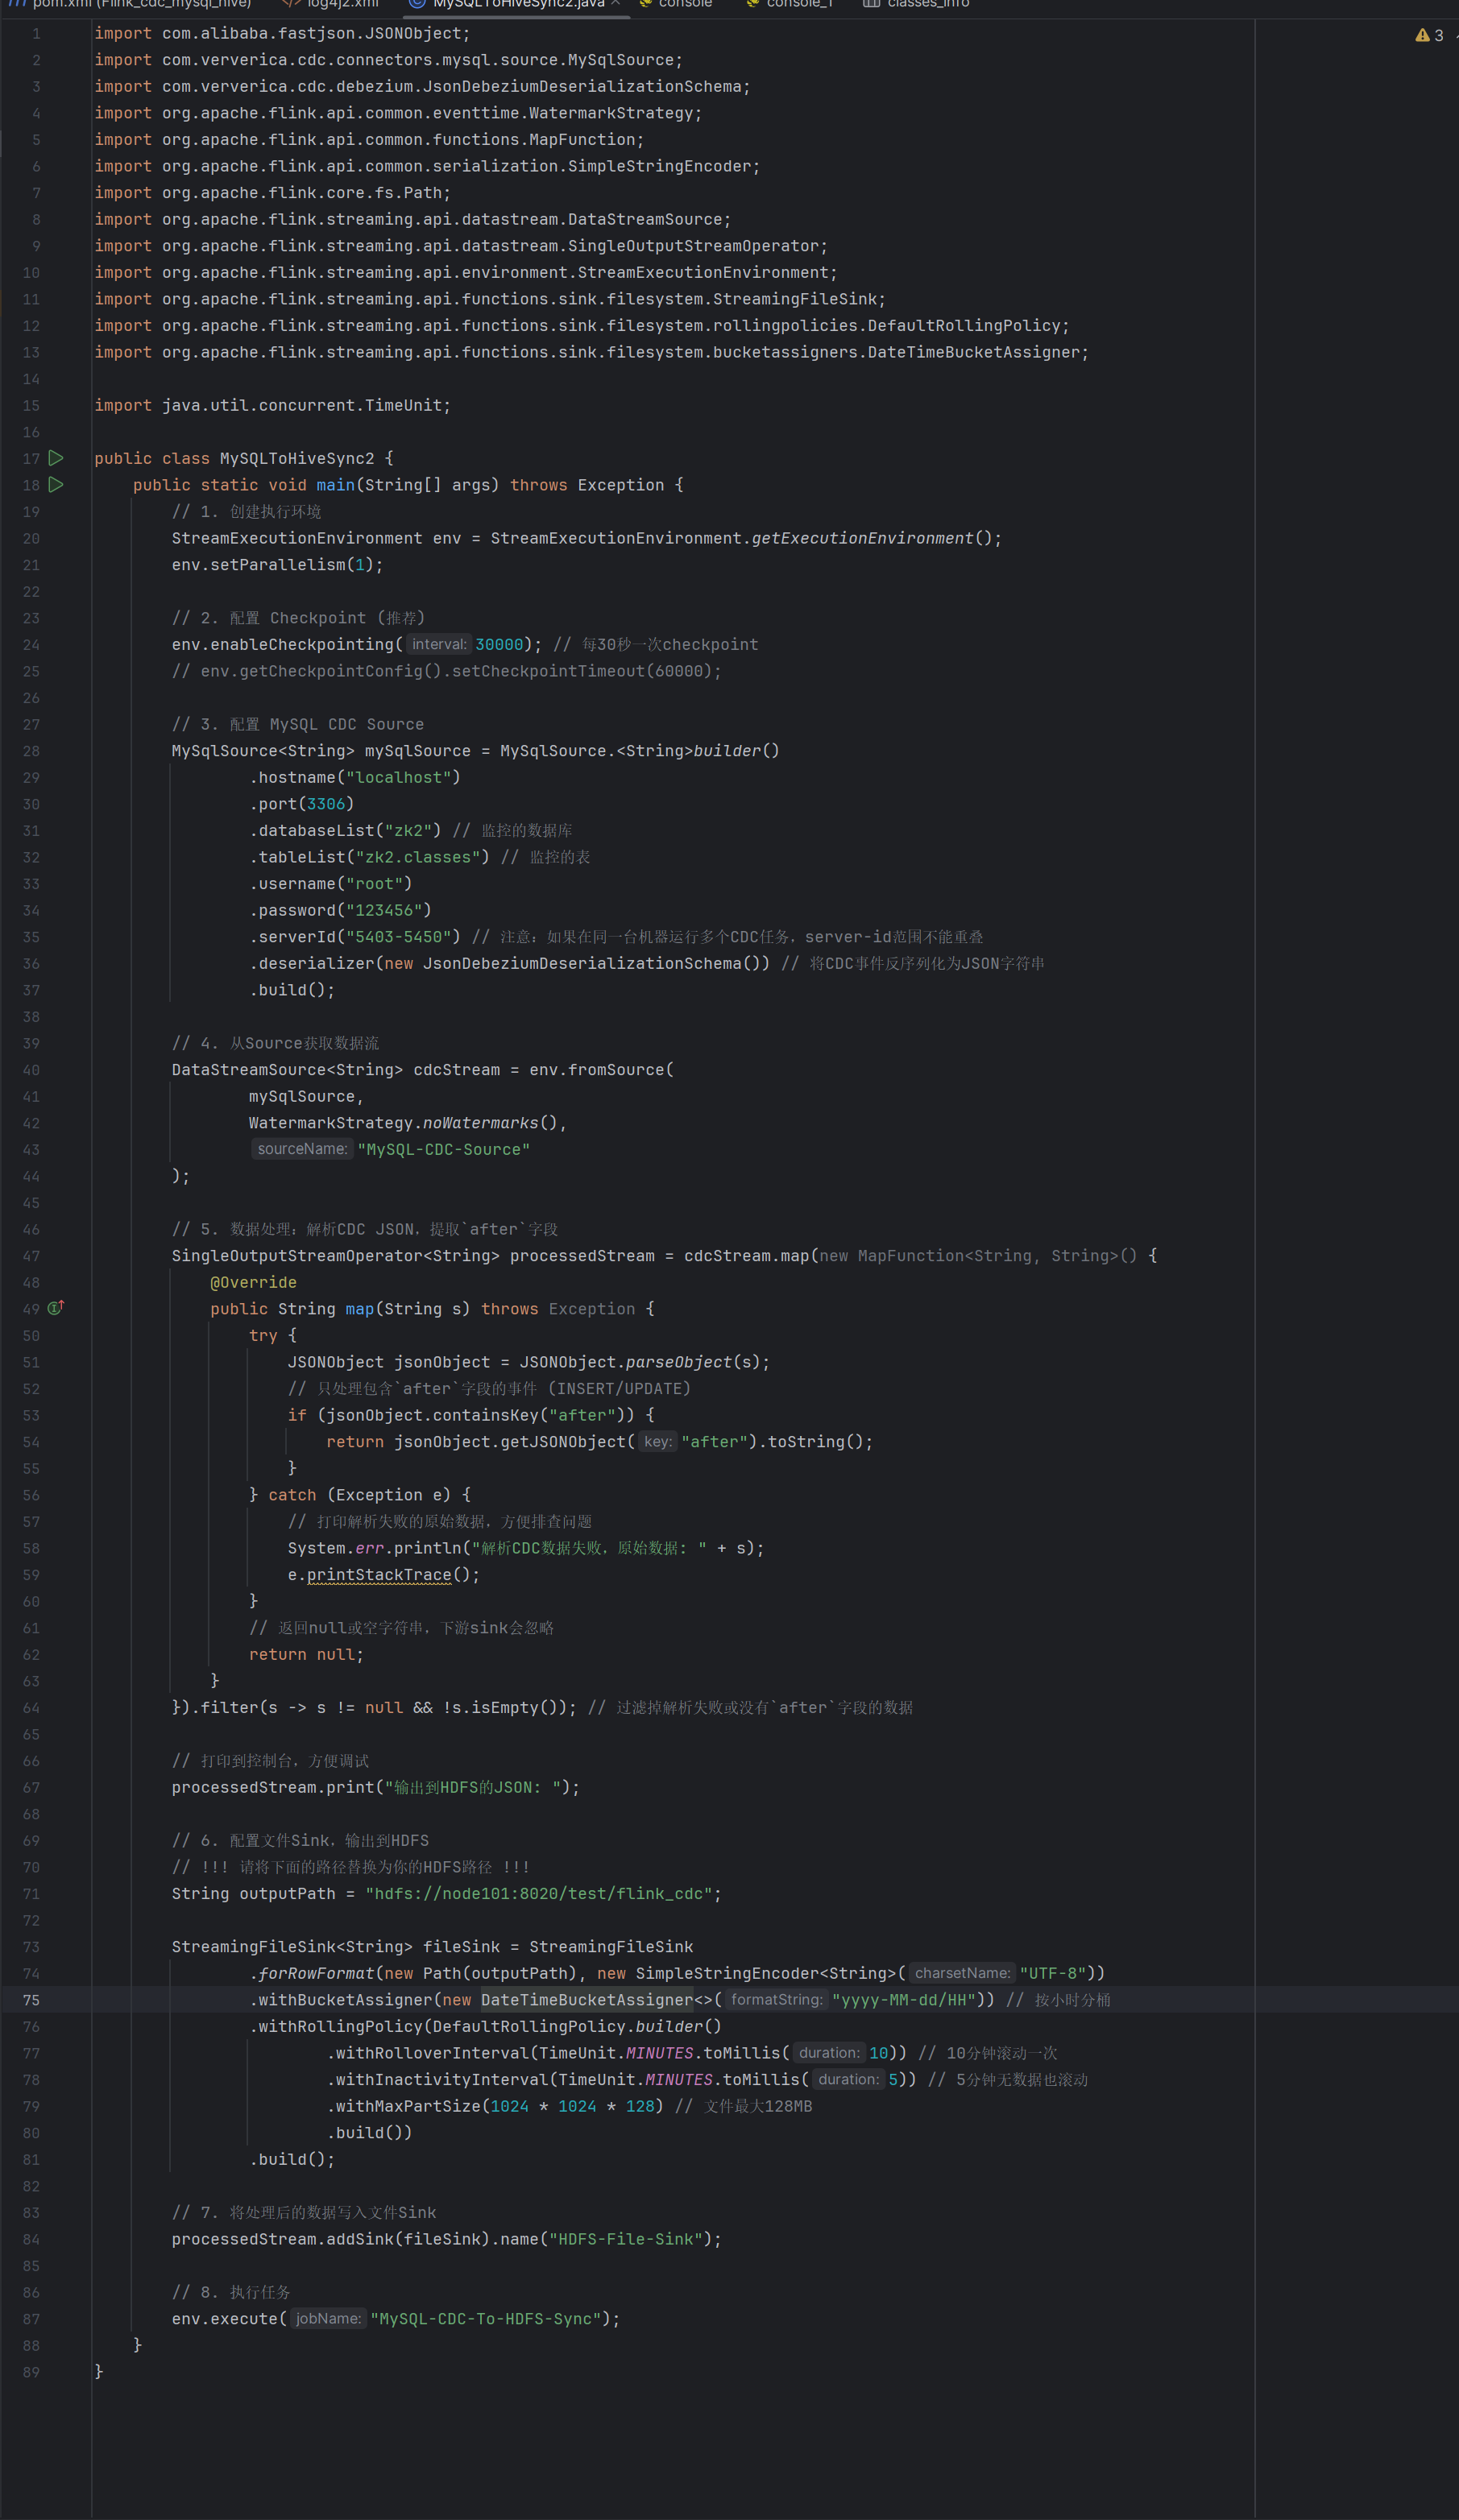 pom.xml (Flink_cdc_mysql_hive) log4j2.xml MySQLToHiveSync2.java console console_1 classes_info
3
1 import com.alibaba.fastjson.JSONObject;
2 import com.ververica.cdc.connectors.mysql.source.MySqlSource;
3 import com.ververica.cdc.debezium.JsonDebeziumDeserializationSchema;
4 import org.apache.flink.api.common.eventtime.WatermarkStrategy;
5 import org.apache.flink.api.common.functions.MapFunction;
6 import org.apache.flink.api.common.serialization.SimpleStringEncoder;
7 import org.apache.flink.core.fs.Path;
8 import org.apache.flink.streaming.api.datastream.DataStreamSource;
9 import org.apache.flink.streaming.api.datastream.SingleOutputStreamOperator;
10 import org.apache.flink.streaming.api.environment.StreamExecutionEnvironment;
11 import org.apache.flink.streaming.api.functions.sink.filesystem.StreamingFileSink;
12 import org.apache.flink.streaming.api.functions.sink.filesystem.rollingpolicies.DefaultRollingPolicy;
13 import org.apache.flink.streaming.api.functions.sink.filesystem.bucketassigners.DateTimeBucketAssigner;
14
15 import java.util.concurrent.TimeUnit;
16
17 public class MySQLToHiveSync2 {
18 public static void main(String[] args) throws Exception {
19 // 1. 创建执行环境
20 StreamExecutionEnvironment env = StreamExecutionEnvironment.getExecutionEnvironment();
21 env.setParallelism(1);
22
23 // 2. 配置 Checkpoint (推荐)
24 env.enableCheckpointing( interval: 30000); // 每30秒一次checkpoint
25 // env.getCheckpointConfig().setCheckpointTimeout(60000);
26
27 // 3. 配置 MySQL CDC Source
28 MySqlSource<String> mySqlSource = MySqlSource.<String>builder()
29 .hostname("localhost")
30 .port(3306)
31 .databaseList("zk2") // 监控的数据库
32 .tableList("zk2.classes") // 监控的表
33 .username("root")
34 .password("123456")
35 .serverId("5403-5450") // 注意：如果在同一台机器运行多个CDC任务，server-id范围不能重叠
36 .deserializer(new JsonDebeziumDeserializationSchema()) // 将CDC事件反序列化为JSON字符串
37 .build();
38
39 // 4. 从Source获取数据流
40 DataStreamSource<String> cdcStream = env.fromSource(
41 mySqlSource,
42 WatermarkStrategy.noWatermarks(),
43 sourceName: "MySQL-CDC-Source"
44 );
45
46 // 5. 数据处理：解析CDC JSON，提取`after`字段
47 SingleOutputStreamOperator<String> processedStream = cdcStream.map(new MapFunction<String, String>() {
48 @Override
49 public String map(String s) throws Exception {
50 try {
51 JSONObject jsonObject = JSONObject.parseObject(s);
52 // 只处理包含`after`字段的事件 (INSERT/UPDATE)
53 if (jsonObject.containsKey("after")) {
54 return jsonObject.getJSONObject( key: "after").toString();
55 }
56 } catch (Exception e) {
57 // 打印解析失败的原始数据，方便排查问题
58 System.err.println("解析CDC数据失败，原始数据: " + s);
59 e.printStackTrace();
60 }
61 // 返回null或空字符串，下游sink会忽略
62 return null;
63 }
64 }).filter(s -> s != null && !s.isEmpty()); // 过滤掉解析失败或没有`after`字段的数据
65
66 // 打印到控制台，方便调试
67 processedStream.print("输出到HDFS的JSON: ");
68
69 // 6. 配置文件Sink，输出到HDFS
70 // !!! 请将下面的路径替换为你的HDFS路径 !!!
71 String outputPath = "hdfs://node101:8020/test/flink_cdc";
72
73 StreamingFileSink<String> fileSink = StreamingFileSink
74 .forRowFormat(new Path(outputPath), new SimpleStringEncoder<String>( charsetName: "UTF-8"))
75 .withBucketAssigner(new DateTimeBucketAssigner<>( formatString: "yyyy-MM-dd/HH")) // 按小时分桶
76 .withRollingPolicy(DefaultRollingPolicy.builder()
77 .withRolloverInterval(TimeUnit.MINUTES.toMillis( duration: 10)) // 10分钟滚动一次
78 .withInactivityInterval(TimeUnit.MINUTES.toMillis( duration: 5)) // 5分钟无数据也滚动
79 .withMaxPartSize(1024 * 1024 * 128) // 文件最大128MB
80 .build())
81 .build();
82
83 // 7. 将处理后的数据写入文件Sink
84 processedStream.addSink(fileSink).name("HDFS-File-Sink");
85
86 // 8. 执行任务
87 env.execute( jobName: "MySQL-CDC-To-HDFS-Sync");
88 }
89 }